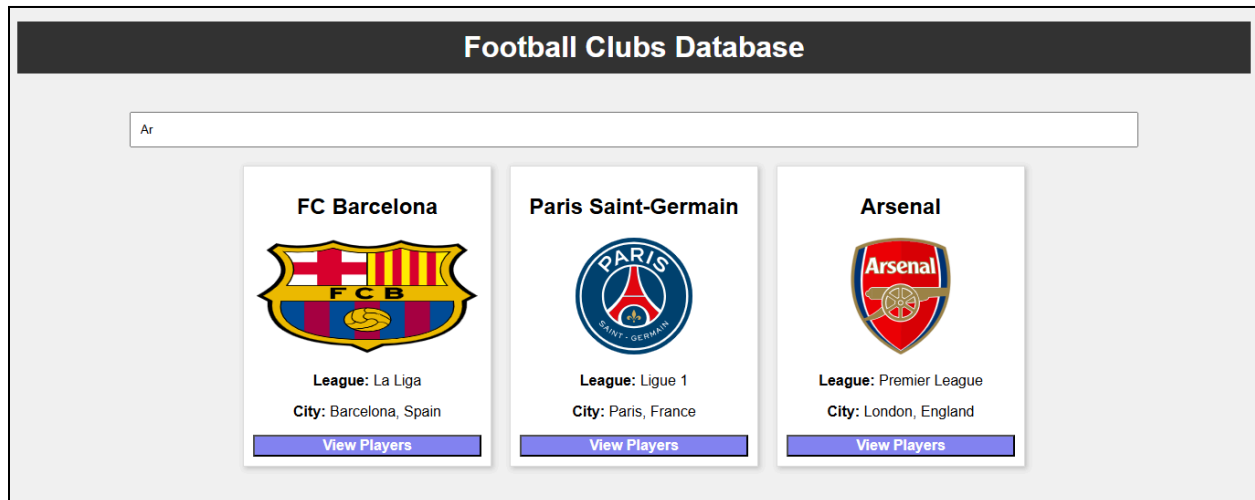 Football Clubs Database
Ar
FC Barcelona
FCB
League: La Liga
City: Barcelona, Spain
View Players
Paris Saint-Germain
PARIS
SAINT-GERMAIN
League: Ligue 1
City: Paris, France
View Players
Arsenal
Arsenal
League: Premier League
City: London, England
View Players